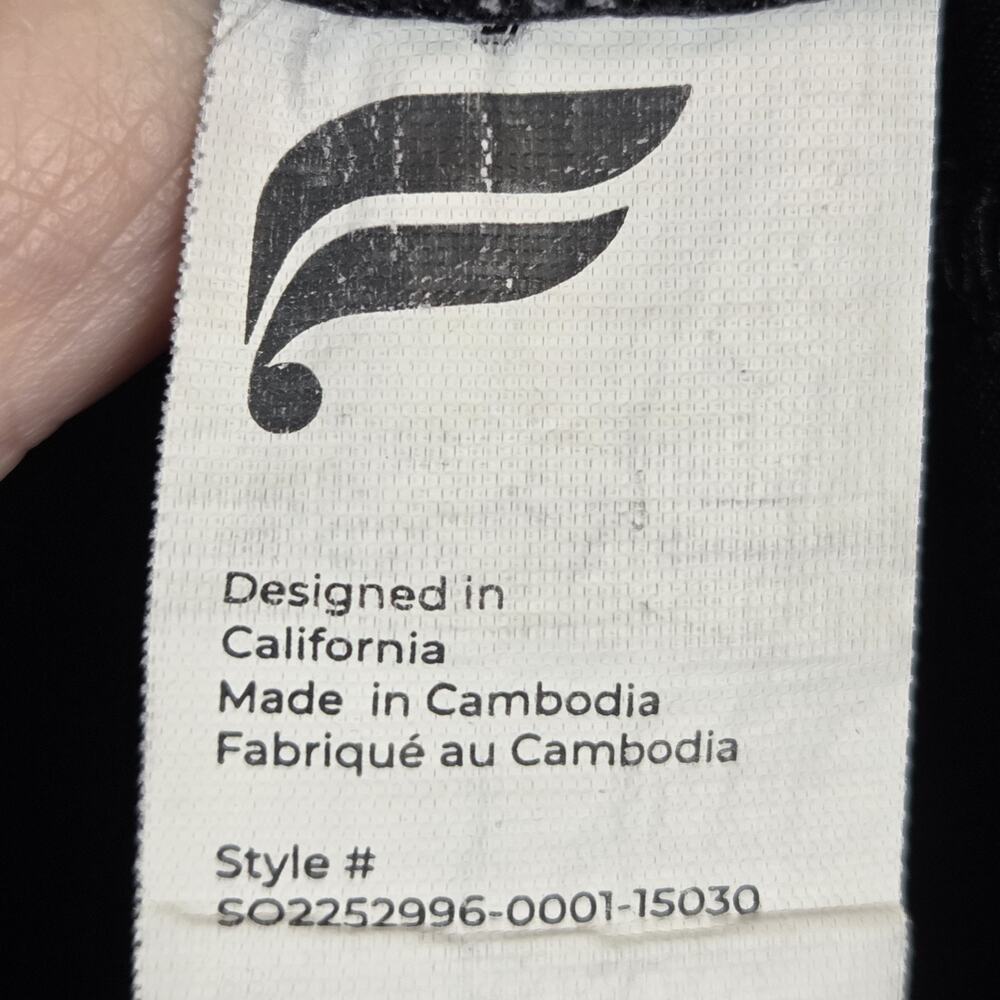 Designed in
California
Made in Cambodia
Fabriqué au Cambodia
Style #
SO2252996-0001-15030